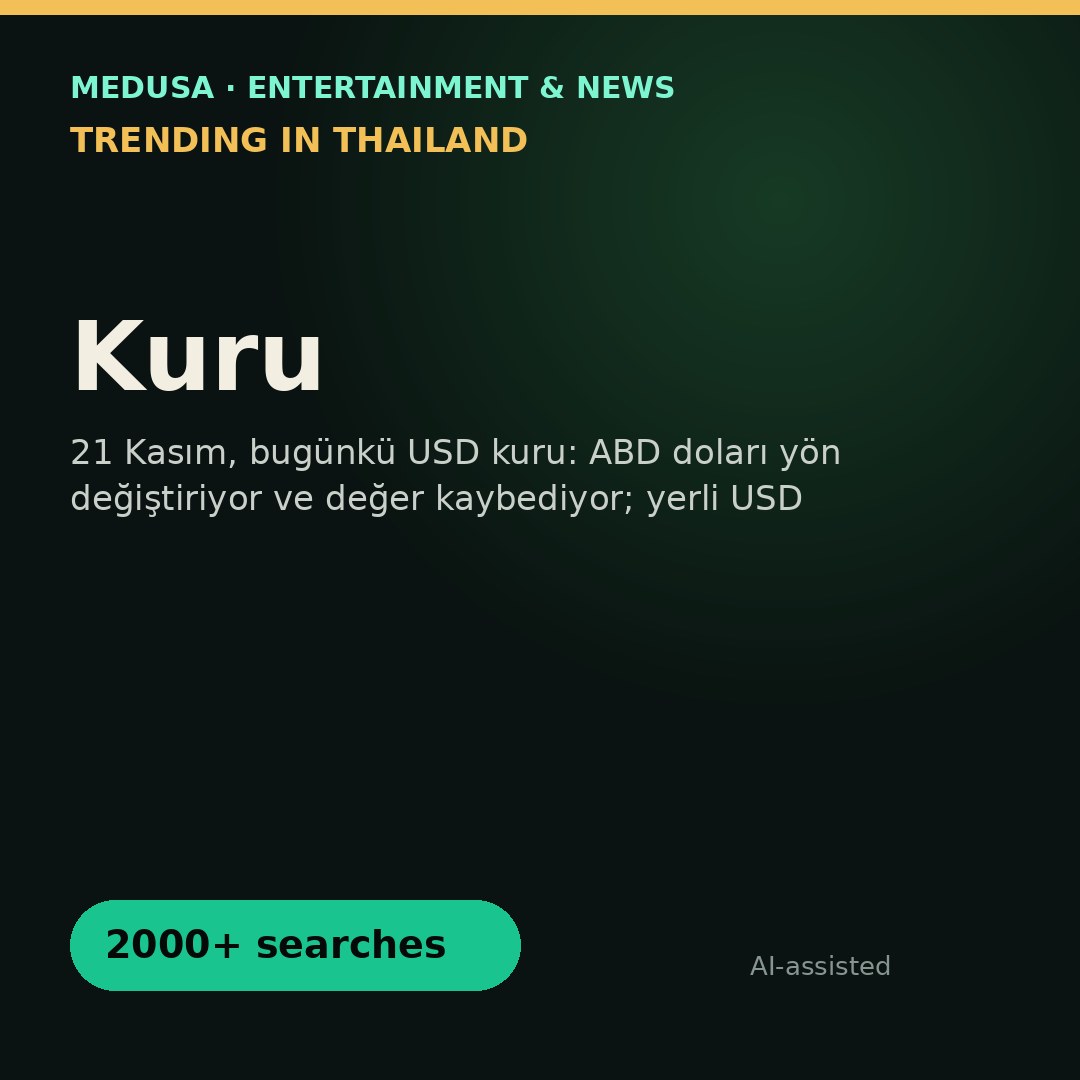 MEDUSA · ENTERTAINMENT & NEWS
TRENDING IN THAILAND
Kuru
21 Kasım, bugünkü USD kuru: ABD doları yön
değiştiriyor ve değer kaybediyor; yerli USD
2000+ searches
AI-assisted